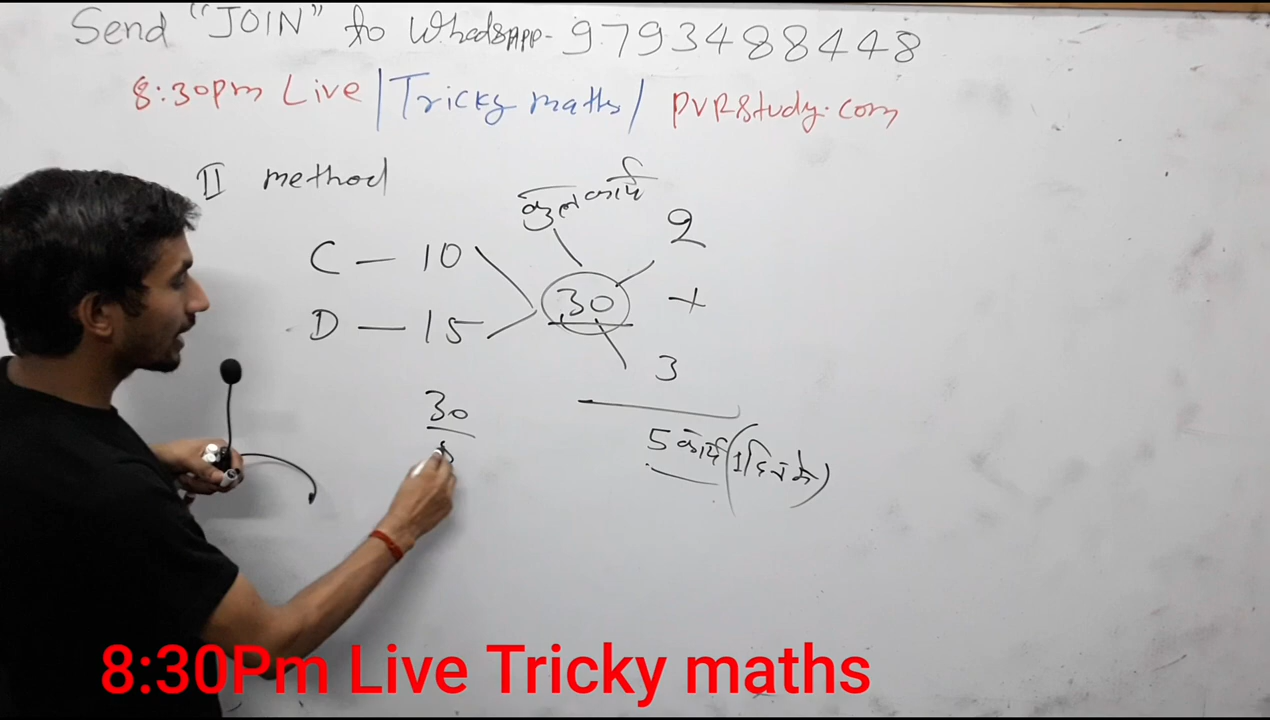 Send "JOIN" to WhatsApp- 9793488448
8:30pm Live | Tricky maths / PVRStudy.com
II method
कुल कार्य
C – 10
D – 15
30
2
+
3
5 कार्य (1 दिन में)
30
8:30Pm Live Tricky maths